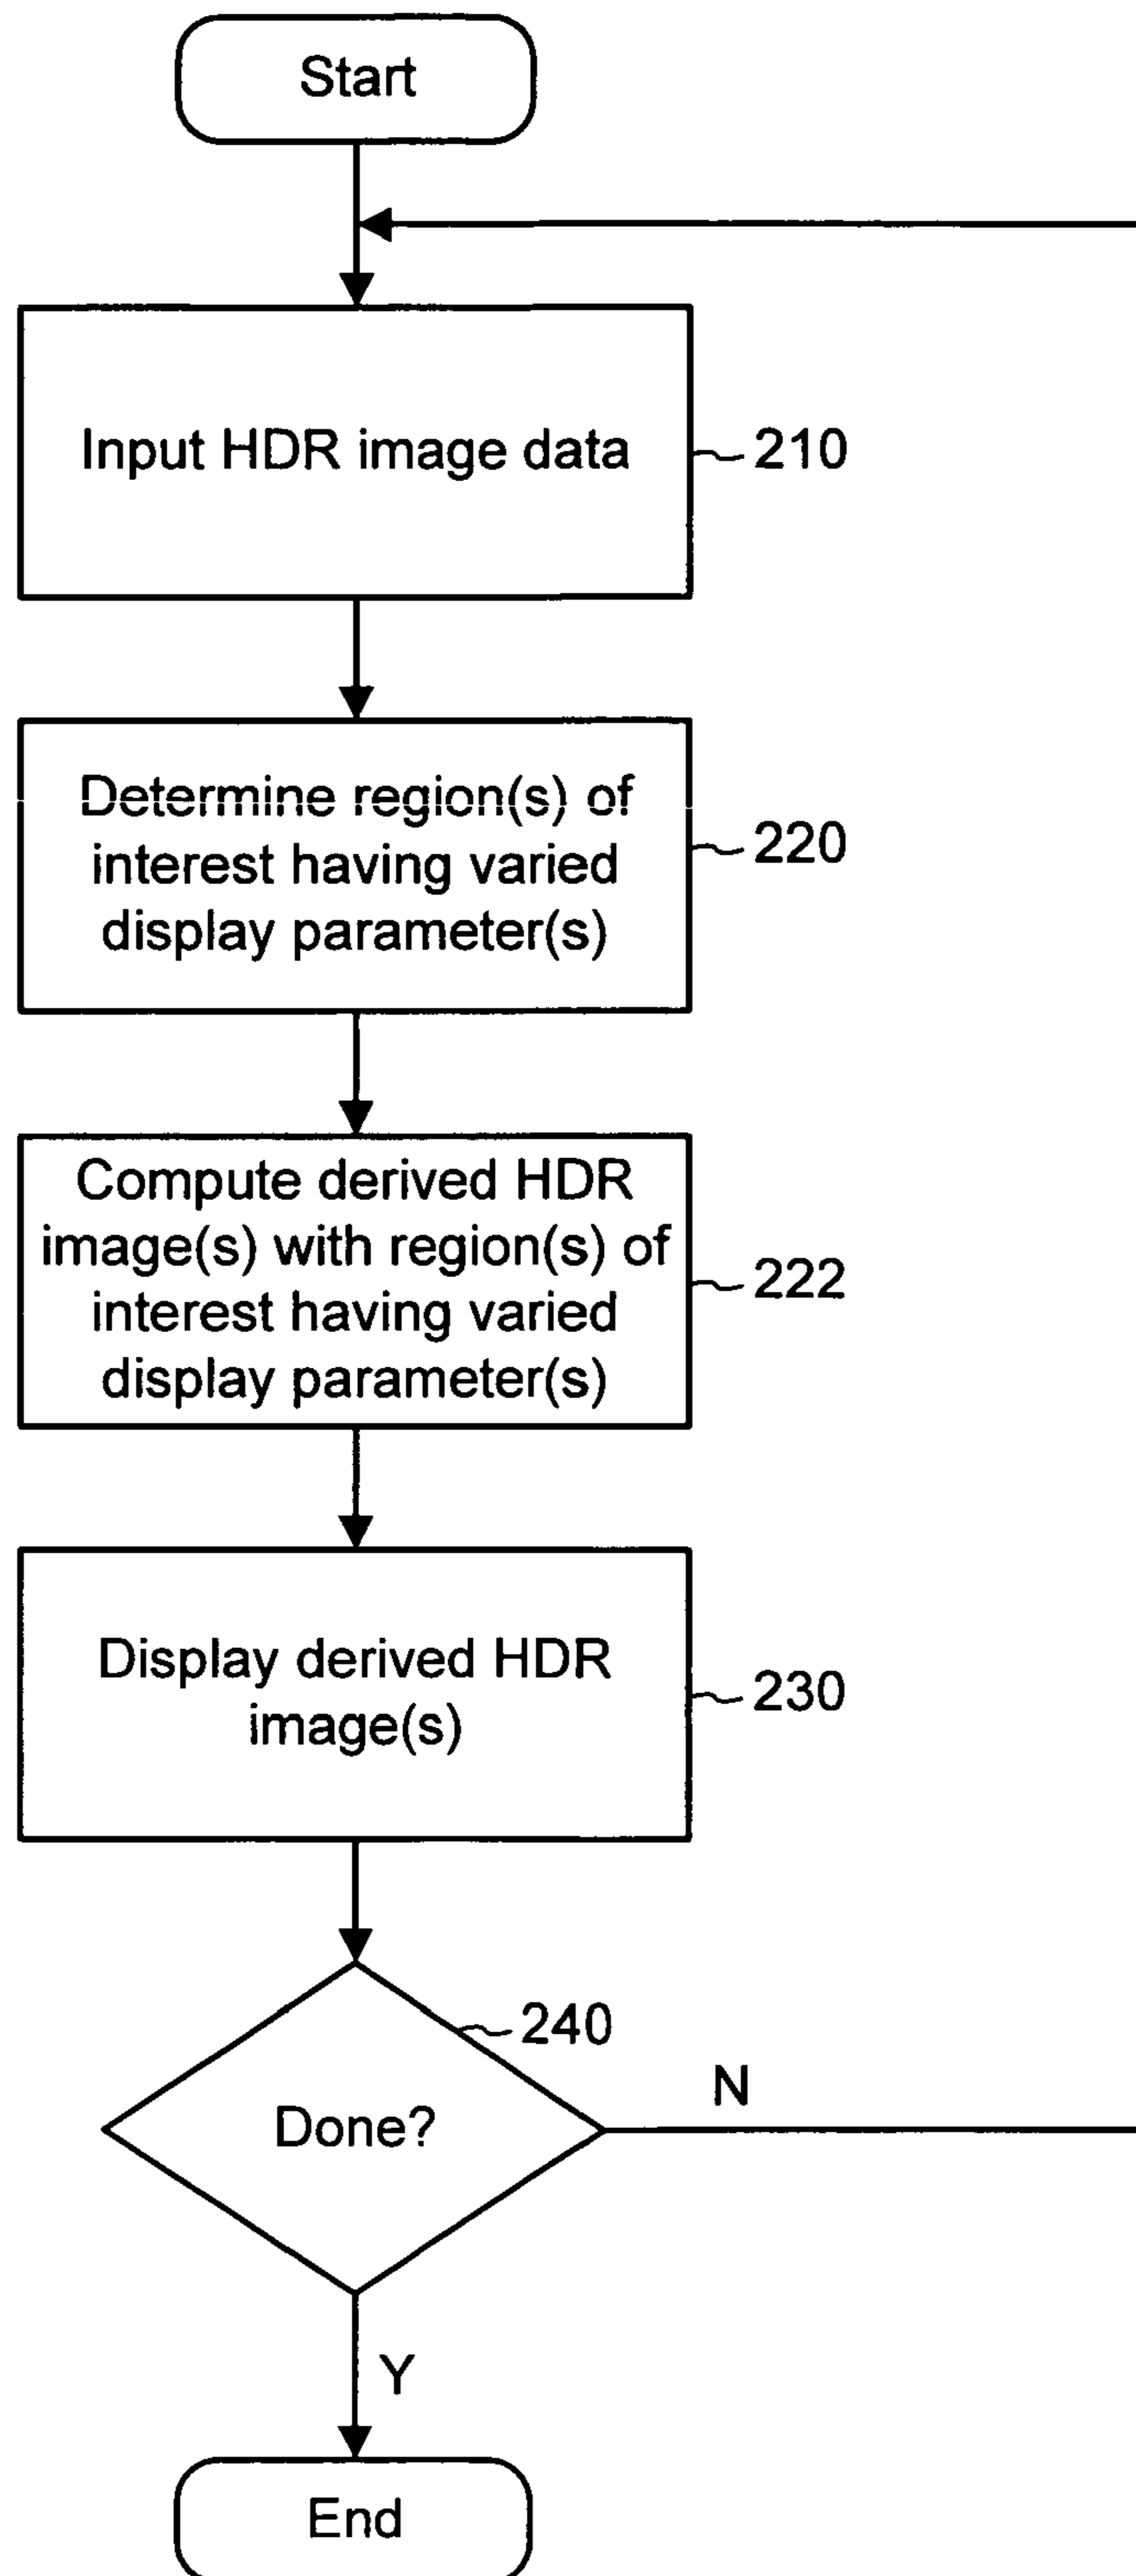 Start
Input HDR image data
210
Determine region(s) of
interest having varied
display parameter(s)
220
Compute derived HDR
image(s) with region(s) of
interest having varied
display parameter(s)
222
Display derived HDR
image(s)
230
240
Done?
N
Y
End